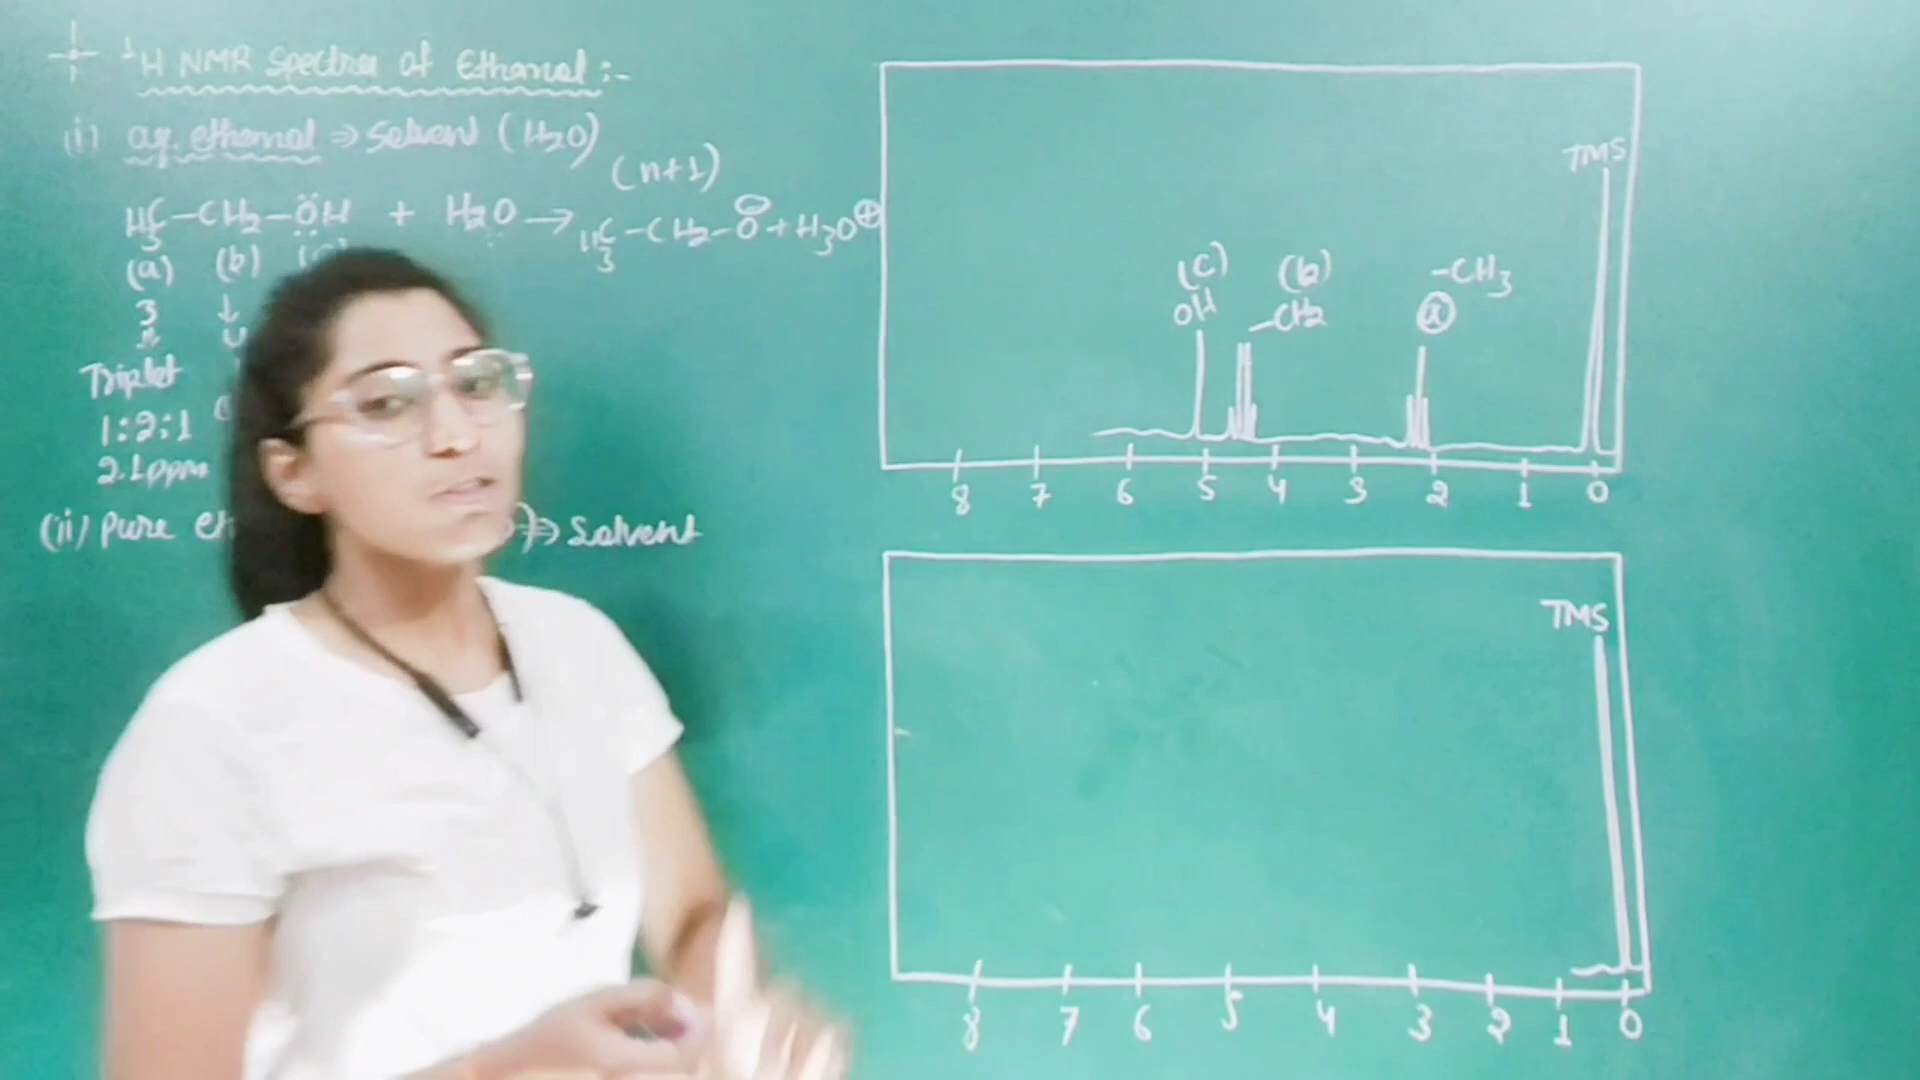 ¹H NMR Spectra of Ethanol :-
(i) aq. ethanol ⇒ Solvent (H₂O)
(n+1)
H₃C-CH₂-ÖH + H₂O → H₃C-CH₂-O⊖ + H₃O⊕
(a) (b) (c)
3 ↓
Triplet
1:2:1
2.1ppm
(ii) Pure ⇒ Solvent
TMS
(c) (b) -CH₃
OH -CH₂ (a)
8 7 6 5 4 3 2 1 0
TMS
8 7 6 5 4 3 2 1 0